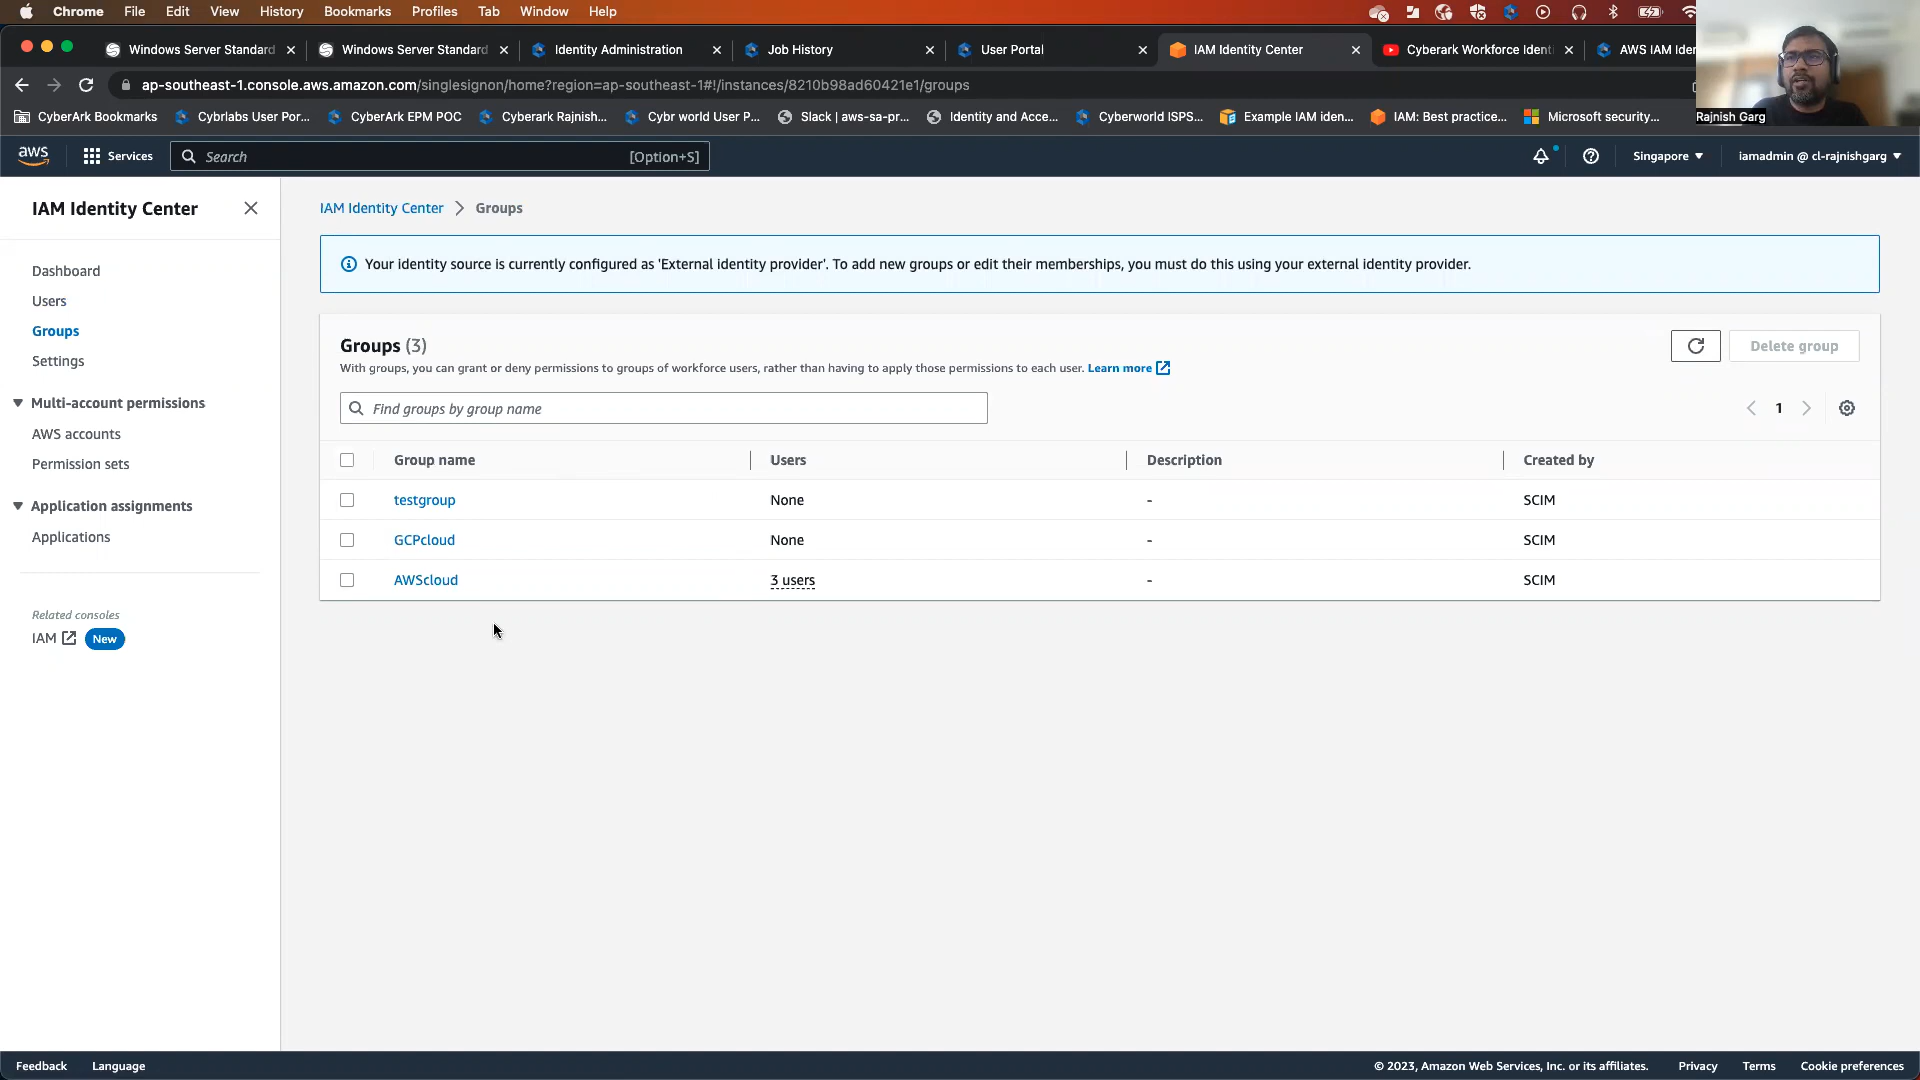 Chrome File Edit View History Bookmarks Profiles Tab Window Help
Windows Server Standard Windows Server Standard Identity Administration Job History User Portal IAM Identity Center Cyberark Workforce Identi AWS IAM Iden
ap-southeast-1.console.aws.amazon.com/singlesignon/home?region=ap-southeast-1#!/instances/8210b98ad60421e1/groups
CyberArk Bookmarks Cybrlabs User Por... CyberArk EPM POC Cyberark Rajnish... Cybr world User P... Slack | aws-sa-pr... Identity and Acce... Cyberworld ISPS... Example IAM iden... IAM: Best practice... Microsoft security...
Rajnish Garg
aws Services Search [Option+S] Singapore iamadmin @ cl-rajnishgarg
IAM Identity Center
Dashboard
Users
Groups
Settings
Multi-account permissions
AWS accounts
Permission sets
Application assignments
Applications
Related consoles
IAM New
IAM Identity Center > Groups
Your identity source is currently configured as 'External identity provider'. To add new groups or edit their memberships, you must do this using your external identity provider.
Groups (3)
Delete group
With groups, you can grant or deny permissions to groups of workforce users, rather than having to apply those permissions to each user. Learn more
Find groups by group name
1
Group name Users Description Created by
testgroup None - SCIM
GCPcloud None - SCIM
AWScloud 3 users - SCIM
Feedback Language © 2023, Amazon Web Services, Inc. or its affiliates. Privacy Terms Cookie preferences